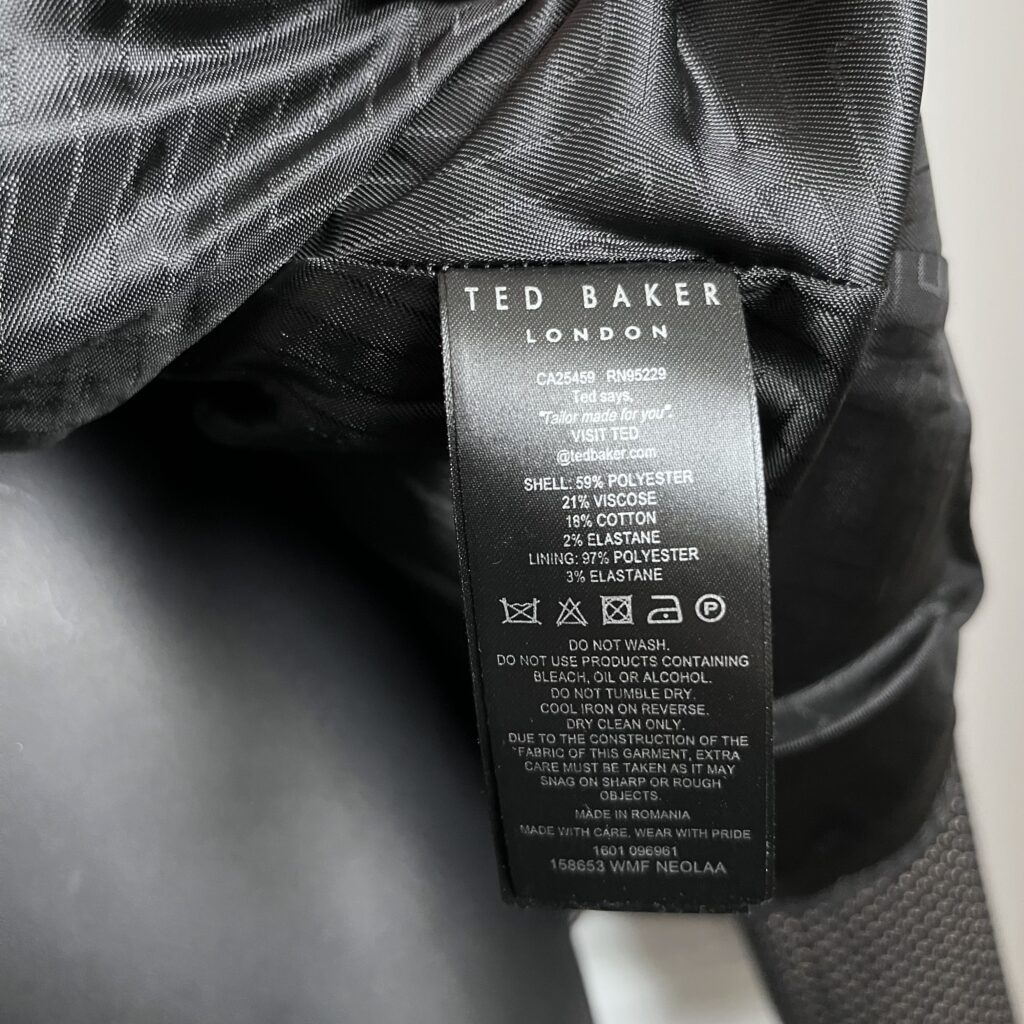 TED BAKER
LONDON
CA25459 RN95229
Ted says,
"Tailor made for you".
VISIT TED
@tedbaker.com
SHELL: 59% POLYESTER
21% VISCOSE
18% COTTON
2% ELASTANE
LINING: 97% POLYESTER
3% ELASTANE
P
DO NOT WASH.
DO NOT USE PRODUCTS CONTAINING
BLEACH, OIL OR ALCOHOL.
DO NOT TUMBLE DRY.
COOL IRON ON REVERSE.
DRY CLEAN ONLY.
DUE TO THE CONSTRUCTION OF THE
FABRIC OF THIS GARMENT, EXTRA
CARE MUST BE TAKEN AS IT MAY
SNAG ON SHARP OR ROUGH
OBJECTS.
MADE IN ROMANIA
MADE WITH CARE, WEAR WITH PRIDE
1601 096961
158653 WMF NEOLAA